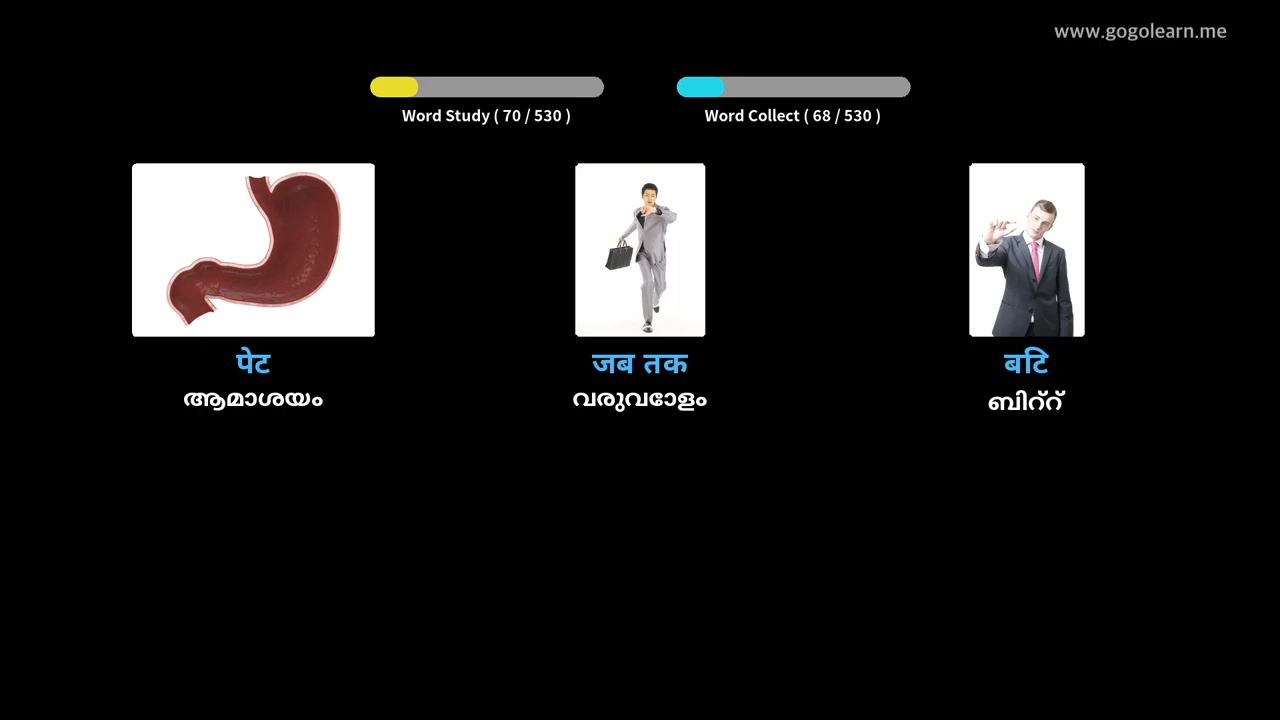 www.gogolearn.me
Word Study ( 70 / 530 )
Word Collect ( 68 / 530 )
पेट
जब तक
बटि
ആമാശയം
വരുവോളം
ബിറ്റ്